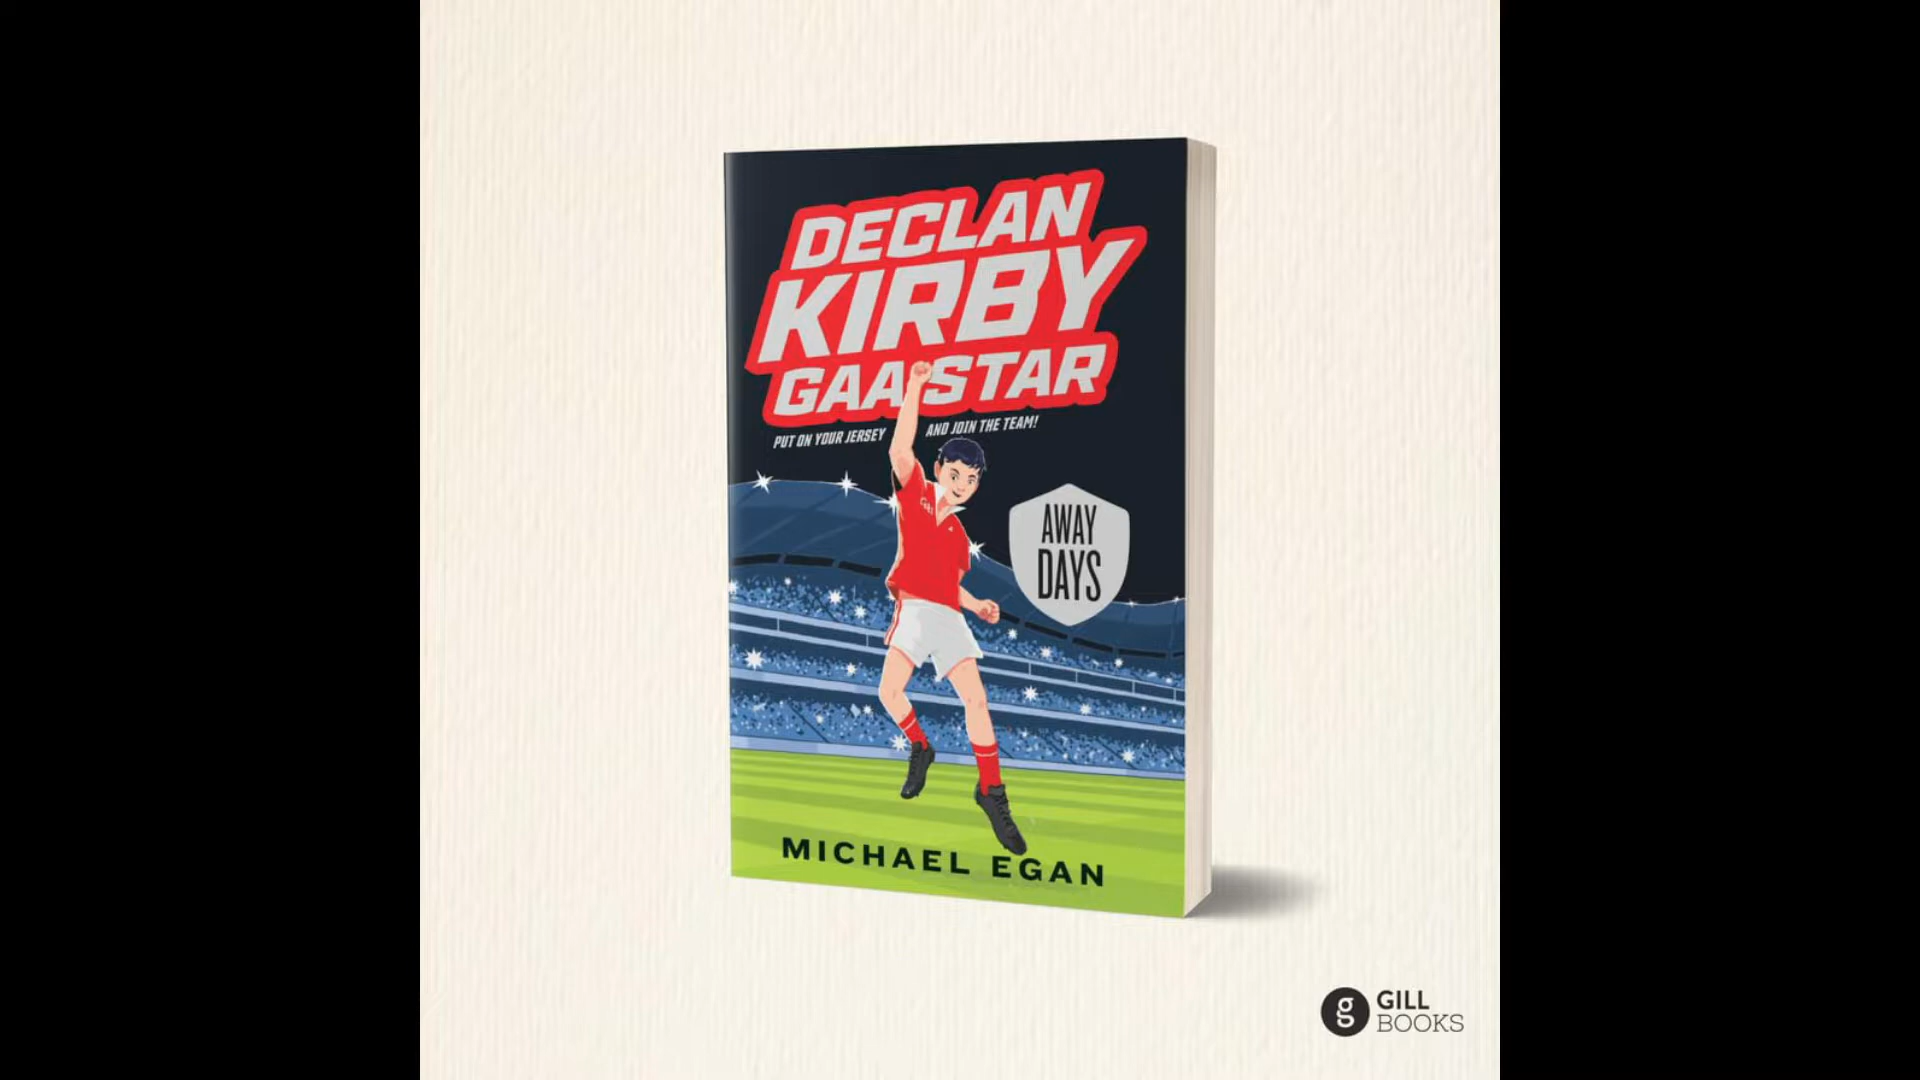 DECLAN
KIRBY
GAA STAR
PUT ON YOUR JERSEY AND JOIN THE TEAM!
AWAY
DAYS
MICHAEL EGAN
g GILL
BOOKS